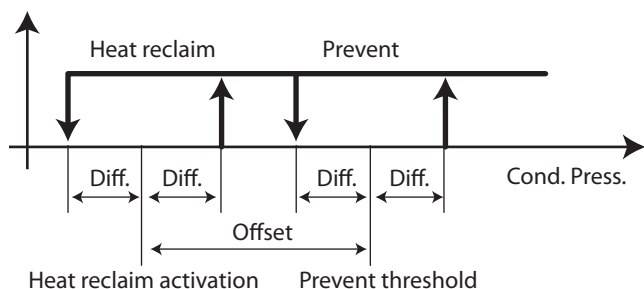 Heat reclaim Prevent
Diff. Diff. Diff. Diff. Cond. Press.
Offset
Heat reclaim activation Prevent threshold